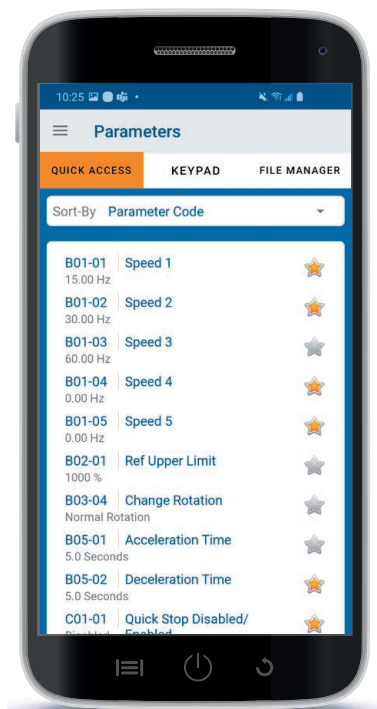 10:25
Parameters
QUICK ACCESS KEYPAD FILE MANAGER
Sort-By Parameter Code
B01-01 Speed 1
15.00 Hz
B01-02 Speed 2
30.00 Hz
B01-03 Speed 3
60.00 Hz
B01-04 Speed 4
0.00 Hz
B01-05 Speed 5
0.00 Hz
B02-01 Ref Upper Limit
1000 %
B03-04 Change Rotation
Normal Rotation
B05-01 Acceleration Time
5.0 Seconds
B05-02 Deceleration Time
5.0 Seconds
C01-01 Quick Stop Disabled/
Disabled Enabled